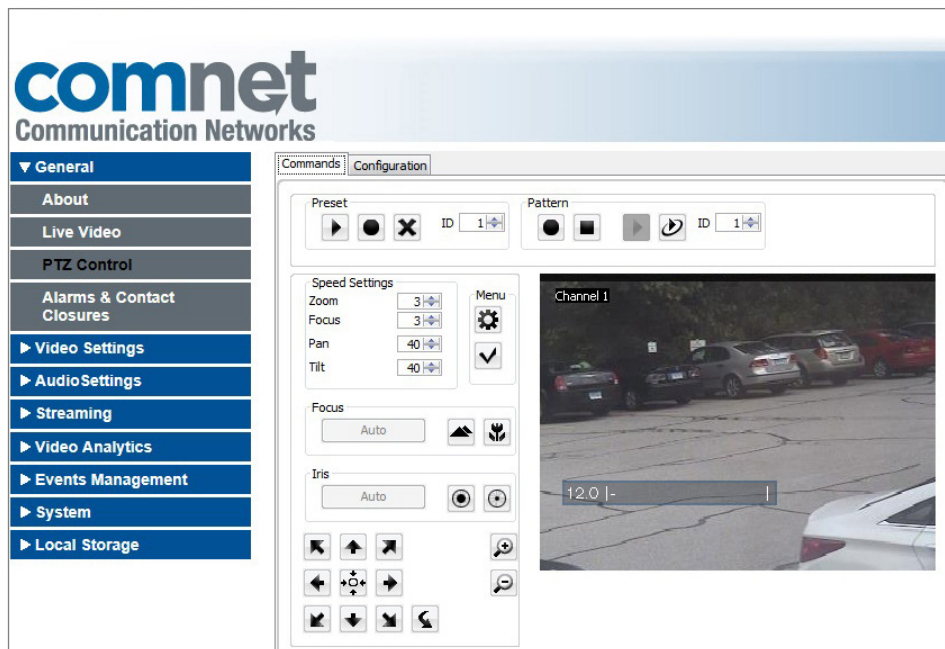 comnet
Communication Networks
General
About
Live Video
PTZ Control
Alarms & Contact
Closures
Video Settings
AudioSettings
Streaming
Video Analytics
Events Management
System
Local Storage
Commands Configuration
Preset
ID 1
Pattern
ID 1
Speed Settings
Zoom 3
Focus 3
Pan 40
Tilt 40
Menu
Focus
Auto
Iris
Auto
Channel 1
12.0 |- |